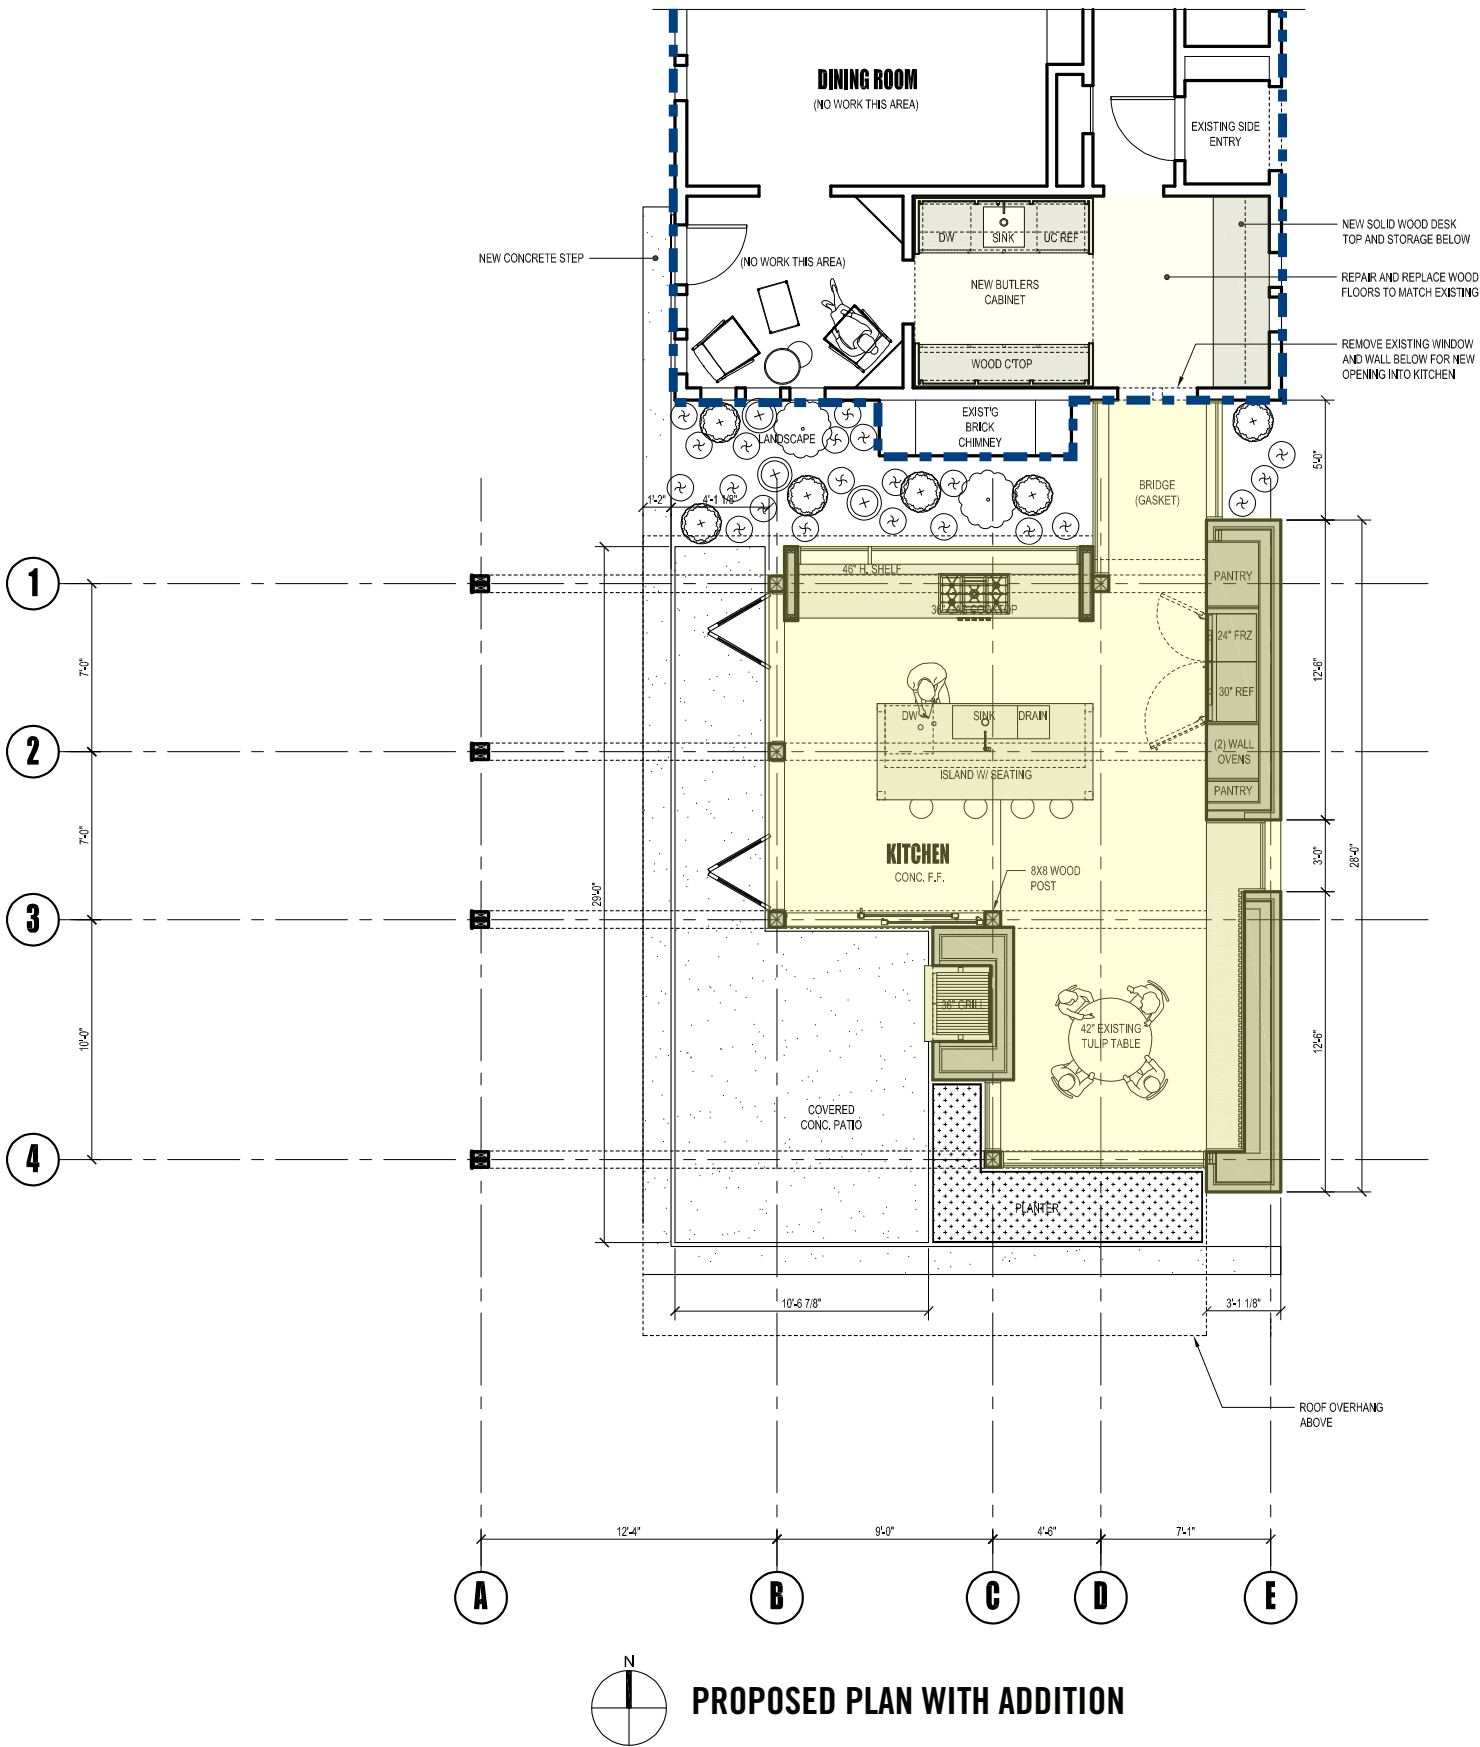 DINING ROOM
(NO WORK THIS AREA)
EXISTING SIDE
ENTRY
NEW CONCRETE STEP
(NO WORK THIS AREA)
DW
SINK
UC REF
NEW BUTLERS
CABINET
WOOD C'TOP
NEW SOLID WOOD DESK
TOP AND STORAGE BELOW
REPAIR AND REPLACE WOOD
FLOORS TO MATCH EXISTING
REMOVE EXISTING WINDOW
AND WALL BELOW FOR NEW
OPENING INTO KITCHEN
LANDSCAPE
EXIST'G
BRICK
CHIMNEY
5'-0"
BRIDGE
(GASKET)
1'-2"
4'-1 1/8"
1
46" H. SHELF
PANTRY
24" FRZ
30" REF
(2) WALL
OVENS
PANTRY
12'-6"
7'-0"
DW
SINK
DRAIN
ISLAND W/ SEATING
2
7'-0"
KITCHEN
CONC. F.F.
8X8 WOOD
POST
3'-0"
28'-0"
29'-0"
3
36" GRILL
42" EXISTING
TULIP TABLE
12'-6"
10'-0"
COVERED
CONC. PATIO
4
PLANTER
10'-6 7/8"
3'-1 1/8"
ROOF OVERHANG
ABOVE
12'-4"
9'-0"
4'-6"
7'-1"
A
B
C
D
E
N
PROPOSED PLAN WITH ADDITION